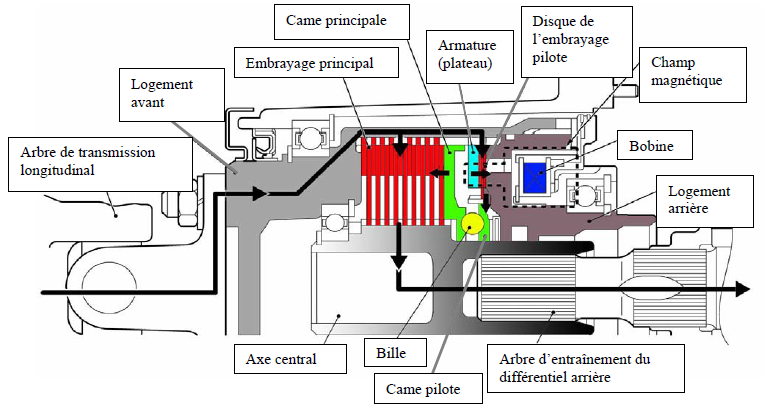 Came principale
Disque de
l’embrayage
pilote
Armature
(plateau)
Embrayage principal
Champ
magnétique
Logement
avant
Arbre de transmission
longitudinal
Bobine
Logement
arrière
Axe central
Bille
Arbre d’entraînement du
différentiel arrière
Came pilote